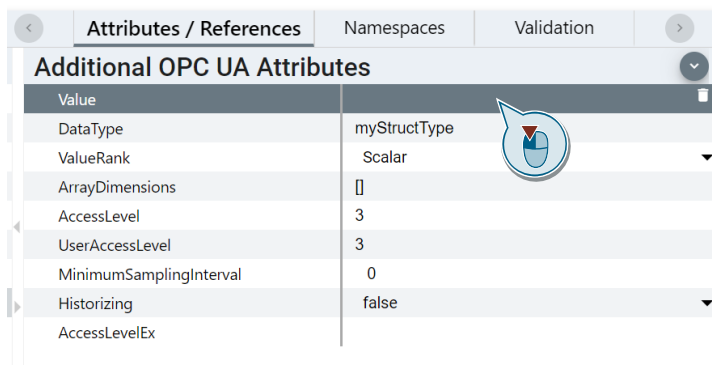 Attributes / References Namespaces Validation
Additional OPC UA Attributes
Value
DataType myStructType
ValueRank Scalar
ArrayDimensions []
AccessLevel 3
UserAccessLevel 3
MinimumSamplingInterval 0
Historizing false
AccessLevelEx